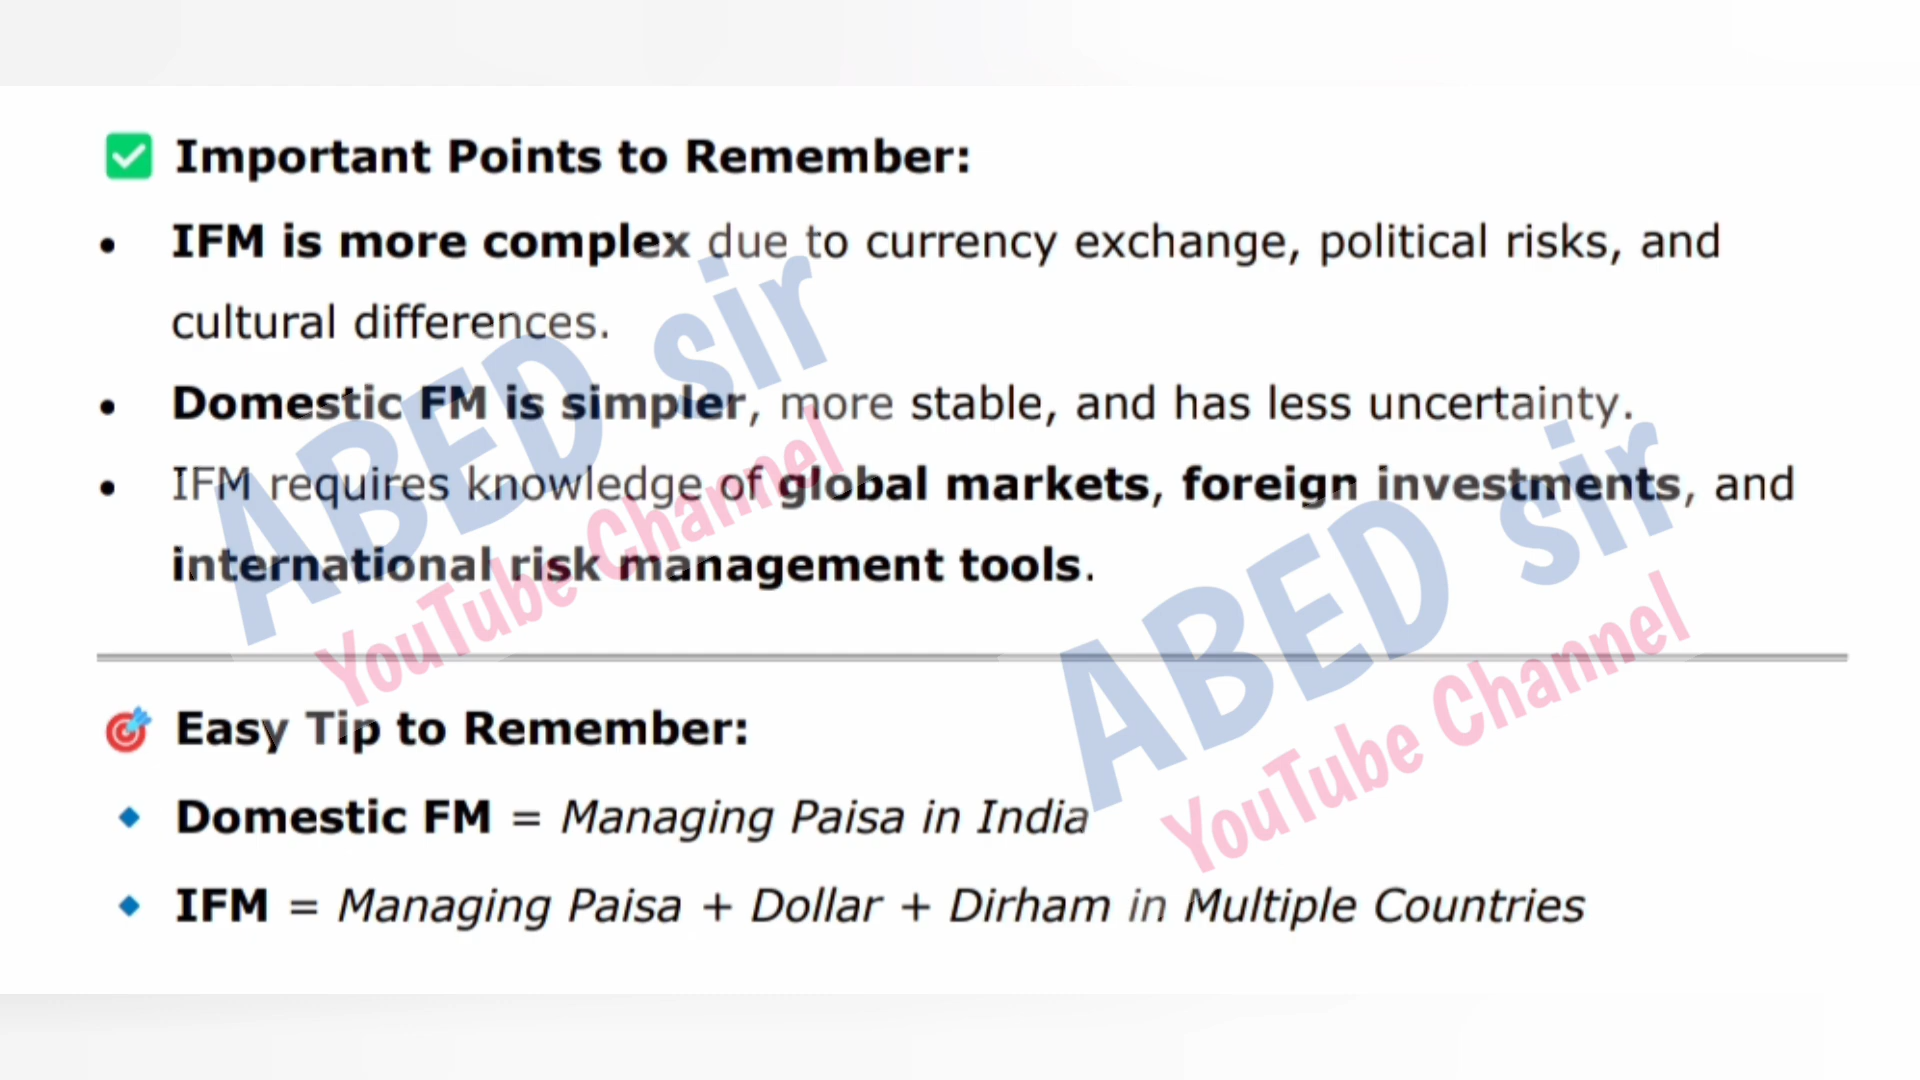 ✅ Important Points to Remember:
• IFM is more complex due to currency exchange, political risks, and
cultural differences.
• Domestic FM is simpler, more stable, and has less uncertainty.
• IFM requires knowledge of global markets, foreign investments, and
international risk management tools.
🎯 Easy Tip to Remember:
🔹 Domestic FM = Managing Paisa in India
🔹 IFM = Managing Paisa + Dollar + Dirham in Multiple Countries
ABED sir
YouTube Channel
ABED sir
YouTube Channel